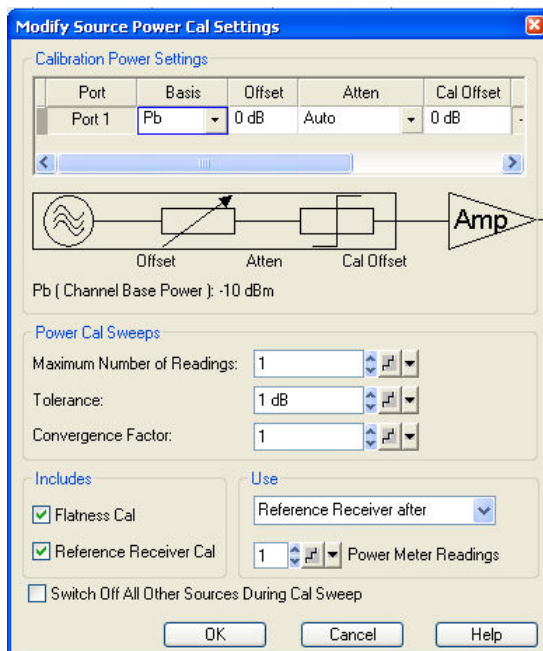 Modify Source Power Cal Settings
Calibration Power Settings
Port Basis Offset Atten Cal Offset
Port 1 Pb 0 dB Auto 0 dB -
Amp
Offset Atten Cal Offset
Pb ( Channel Base Power ): -10 dBm
Power Cal Sweeps
Maximum Number of Readings: 1
Tolerance: 1 dB
Convergence Factor: 1
Includes Use
Flatness Cal Reference Receiver after
Reference Receiver Cal 1 Power Meter Readings
Switch Off All Other Sources During Cal Sweep
OK Cancel Help